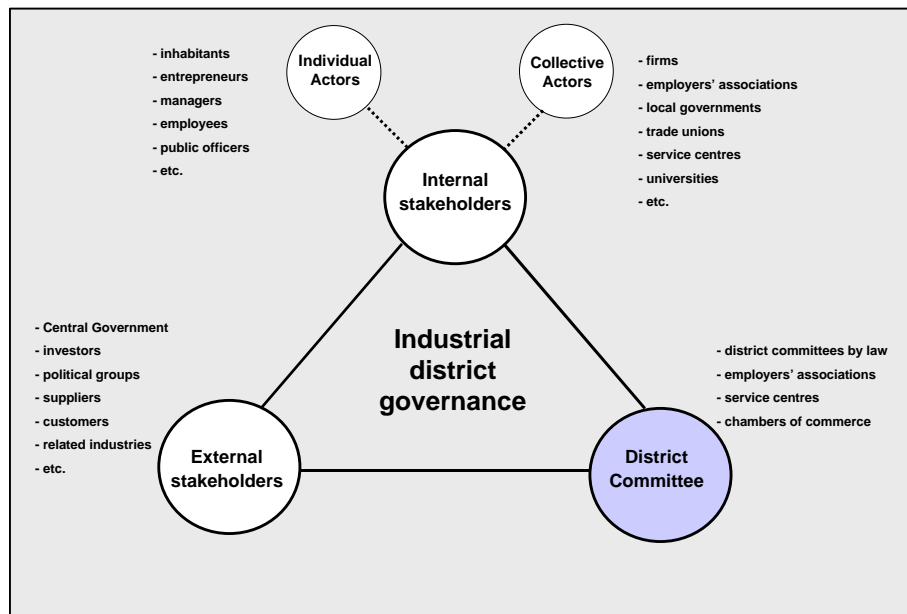 - inhabitants
- entrepreneurs
- managers
- employees
- public officers
- etc.
Individual
Actors
Collective
Actors
- firms
- employers’ associations
- local governments
- trade unions
- service centres
- universities
- etc.
Internal
stakeholders
- Central Government
- investors
- political groups
- suppliers
- customers
- related industries
- etc.
Industrial
district
governance
- district committees by law
- employers’ associations
- service centres
- chambers of commerce
External
stakeholders
District
Committee